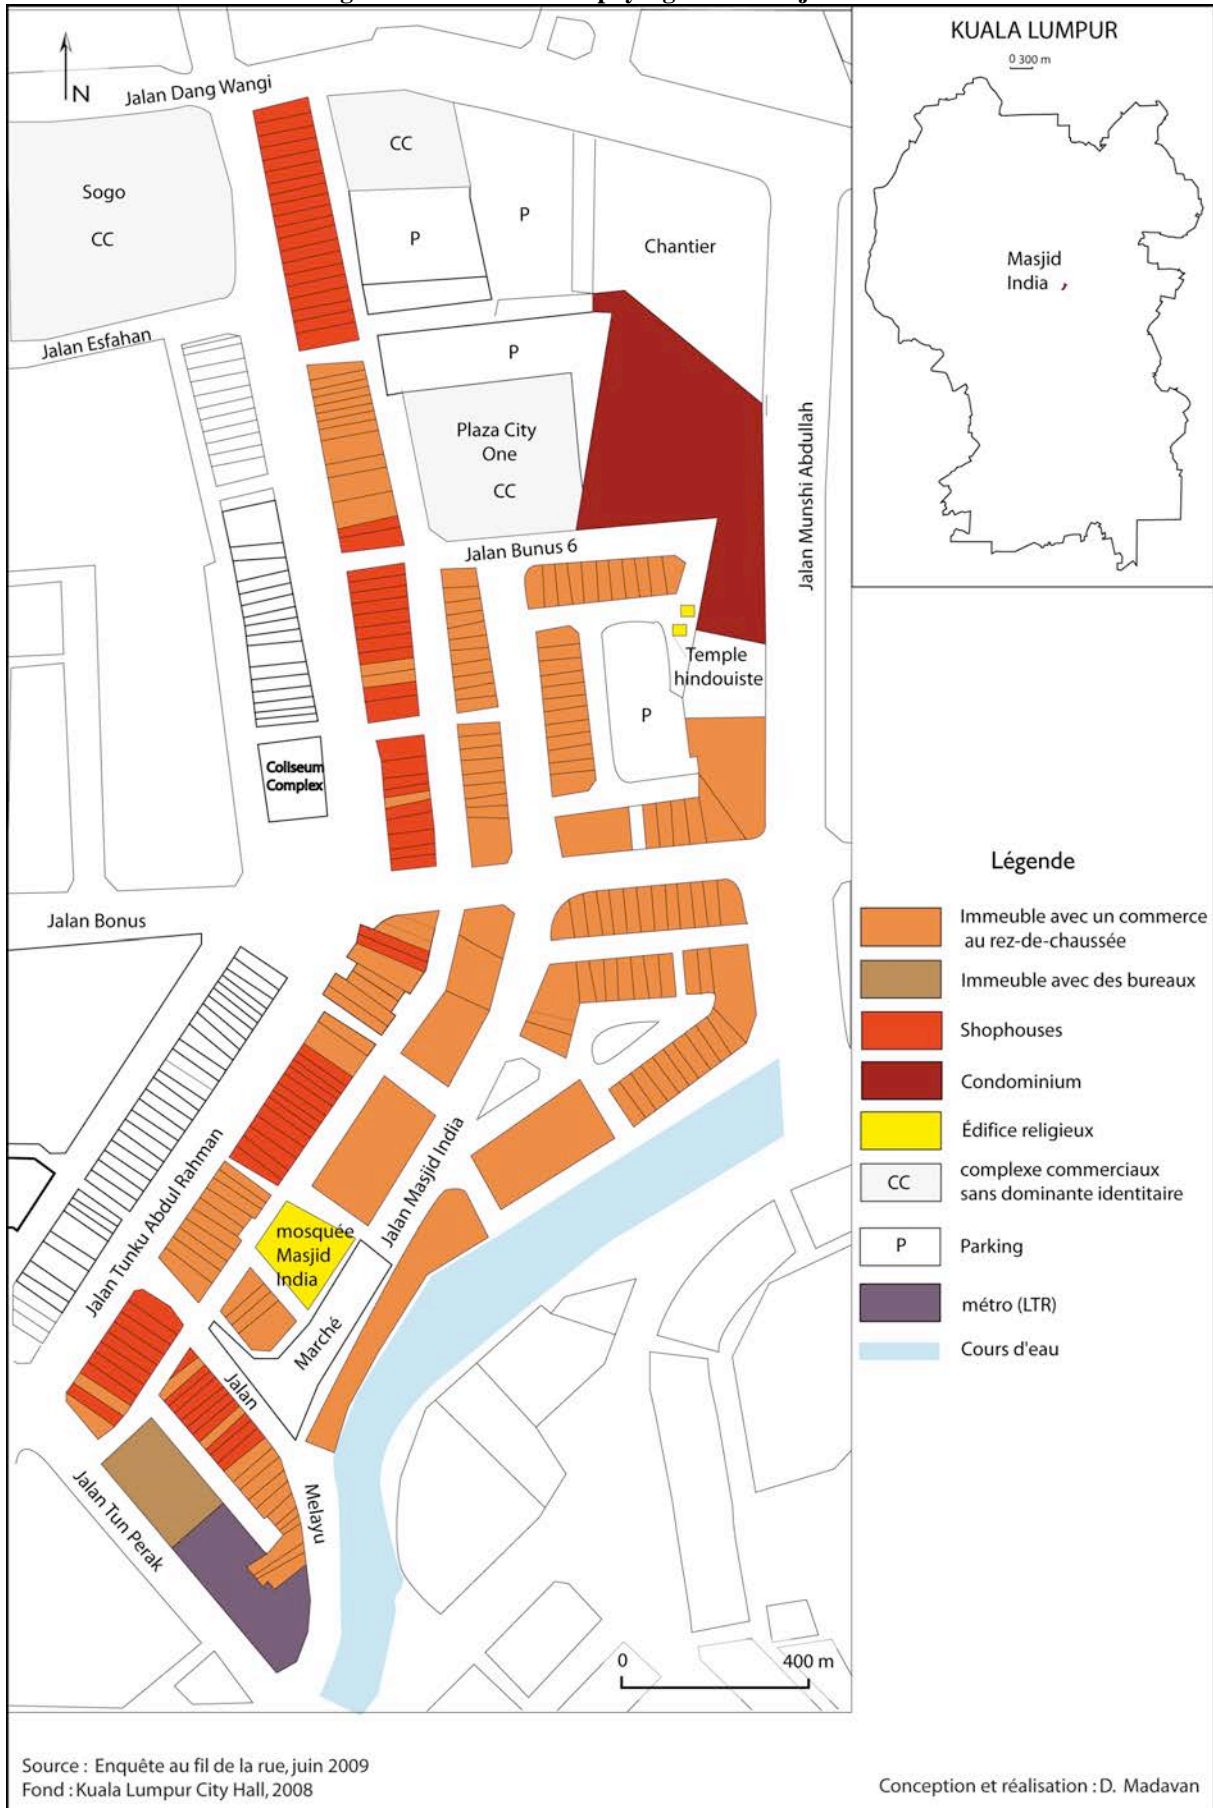 N
Jalan Dang Wangi
Sogo
CC
CC
P
P
Chantier
Jalan Esfahan
P
Plaza City
One
CC
Jalan Munshi Abdullah
Jalan Bunus 6
Temple
hindouiste
P
Coliseum
Complex
Jalan Bonus
Jalan Tunku Abdul Rahman
Jalan Masjid India
mosquée
Masjid
India
Marché
Jalan
Melayu
Jalan Tun Perak
0 400 m
KUALA LUMPUR
0 300 m
Masjid
India
Légende
Immeuble avec un commerce
au rez-de-chaussée
Immeuble avec des bureaux
Shophouses
Condominium
Édifice religieux
CC
complexe commerciaux
sans dominante identitaire
P
Parking
métro (LTR)
Cours d'eau
Source : Enquête au fil de la rue, juin 2009
Fond : Kuala Lumpur City Hall, 2008
Conception et réalisation : D. Madavan